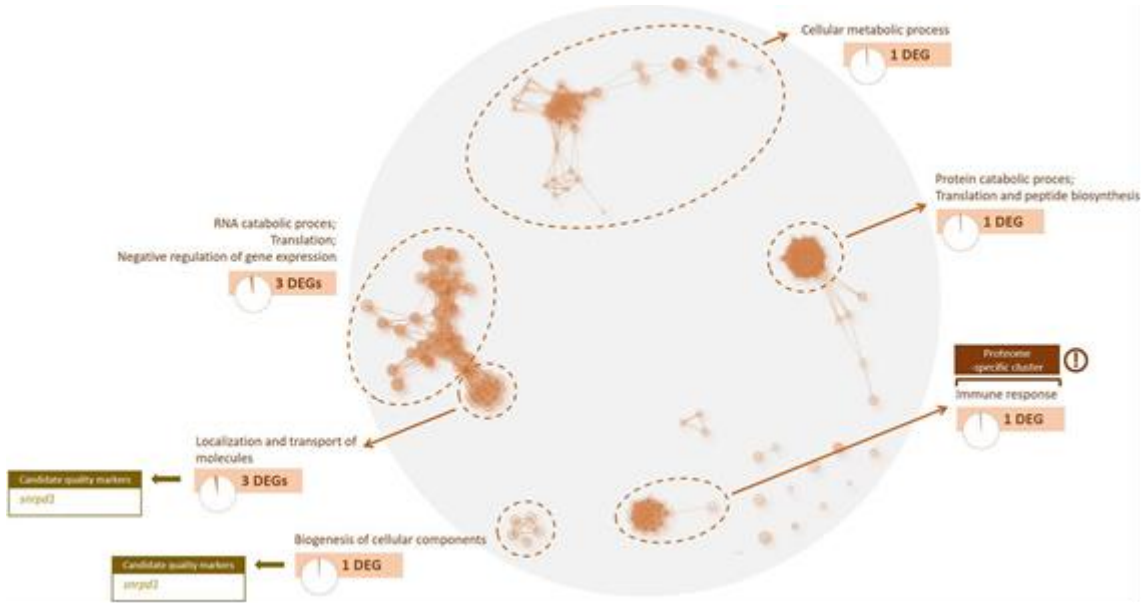 Cellular metabolic process
1 DEG
Protein catabolic proces;
Translation and peptide biosynthesis
1 DEG
RNA catabolic proces;
Translation;
Negative regulation of gene expression
3 DEGs
Proteome
-specific cluster
!
Immune response
1 DEG
Localization and transport of
molecules
3 DEGs
Candidate quality markers
snrpd3
Biogenesis of cellular components
1 DEG
Candidate quality markers